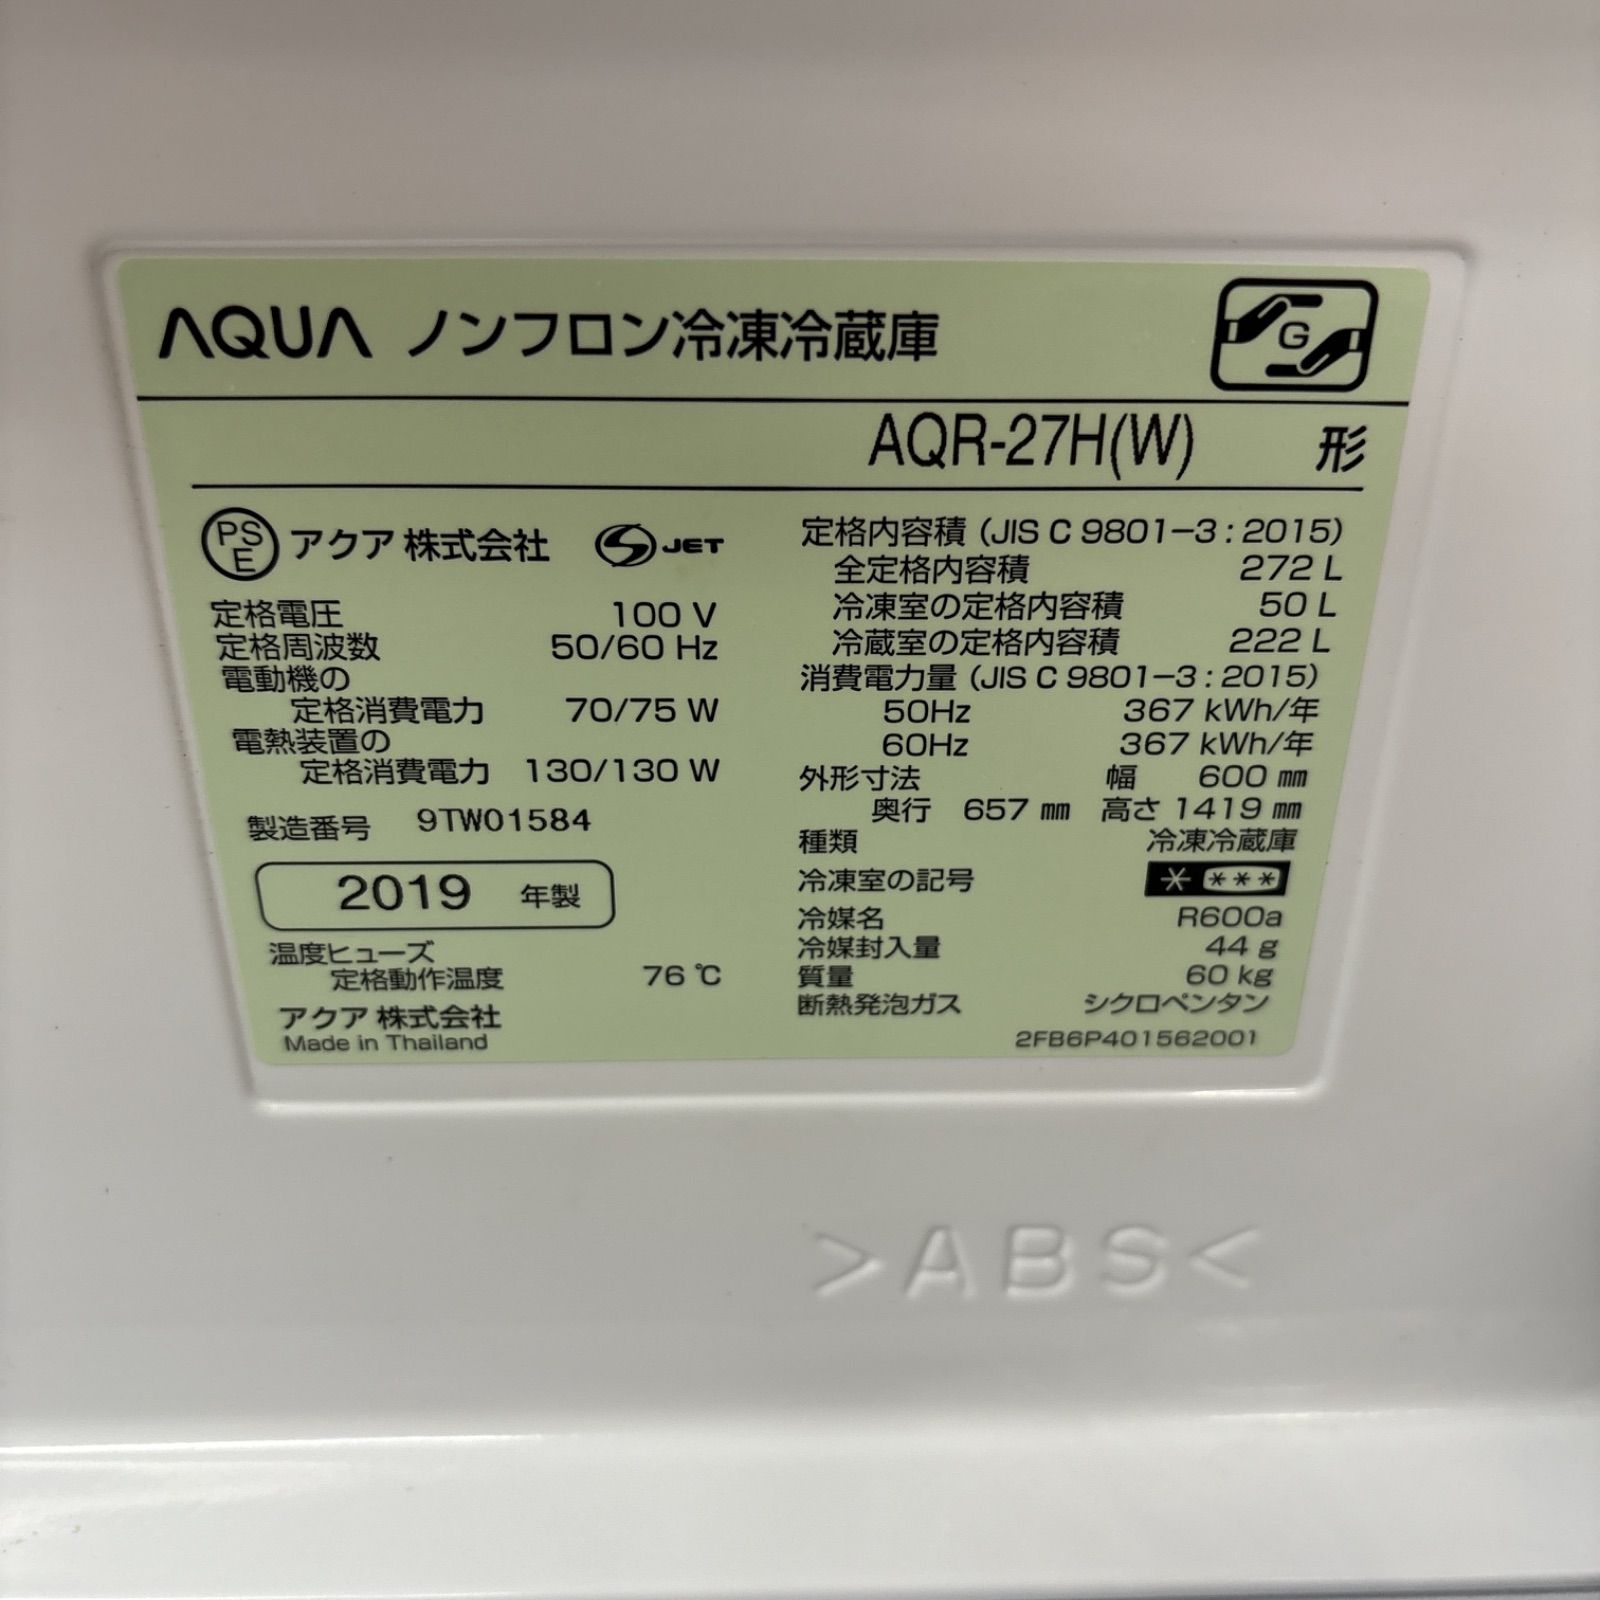 AQUA ノンフロン冷凍冷蔵庫
G
AQR-27H(W) 形
PSE アクア 株式会社 JET
定格電圧 100 V
定格周波数 50/60 Hz
電動機の
定格消費電力 70/75 W
電熱装置の
定格消費電力 130/130 W
製造番号 9TW01584
2019 年製
温度ヒューズ
定格動作温度 76 ℃
アクア 株式会社
Made in Thailand
定格内容積 (JIS C 9801-3 : 2015)
全定格内容積 272 L
冷凍室の定格内容積 50 L
冷蔵室の定格内容積 222 L
消費電力量 (JIS C 9801-3 : 2015)
50Hz 367 kWh/年
60Hz 367 kWh/年
外形寸法 幅 600 ㎜
奥行 657 ㎜ 高さ 1419 ㎜
種類 冷凍冷蔵庫
冷凍室の記号 * ***
冷媒名 R600a
冷媒封入量 44 g
質量 60 kg
断熱発泡ガス シクロペンタン
2FB6P401562001
>ABS<